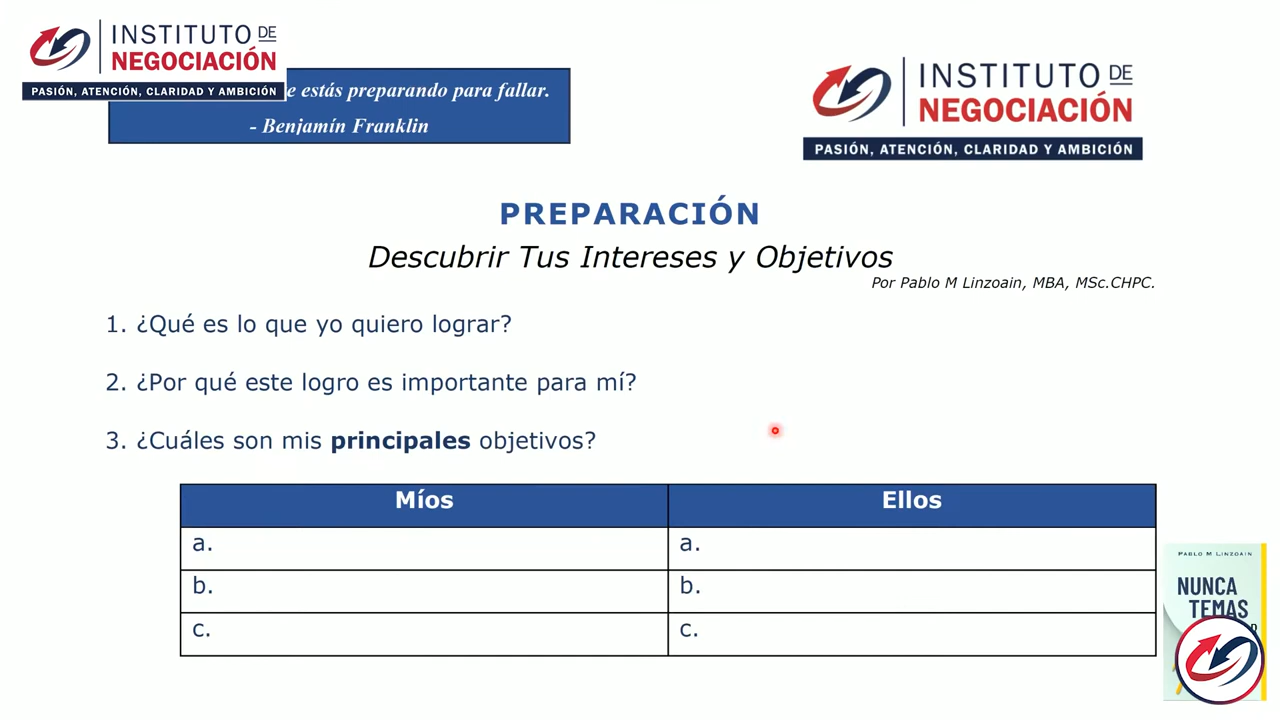 INSTITUTO DE
NEGOCIACIÓN
PASIÓN, ATENCIÓN, CLARIDAD Y AMBICIÓN
estás preparando para fallar.
- Benjamín Franklin
INSTITUTO DE
NEGOCIACIÓN
PASIÓN, ATENCIÓN, CLARIDAD Y AMBICIÓN
PREPARACIÓN
Descubrir Tus Intereses y Objetivos
Por Pablo M Linzoain, MBA, MSc.CHPC.
1. ¿Qué es lo que yo quiero lograr?
2. ¿Por qué este logro es importante para mí?
3. ¿Cuáles son mis principales objetivos?
Míos Ellos
a. a.
b. b.
c. c.
PABLO M LINZOAIN
NUNCA
TEMAS